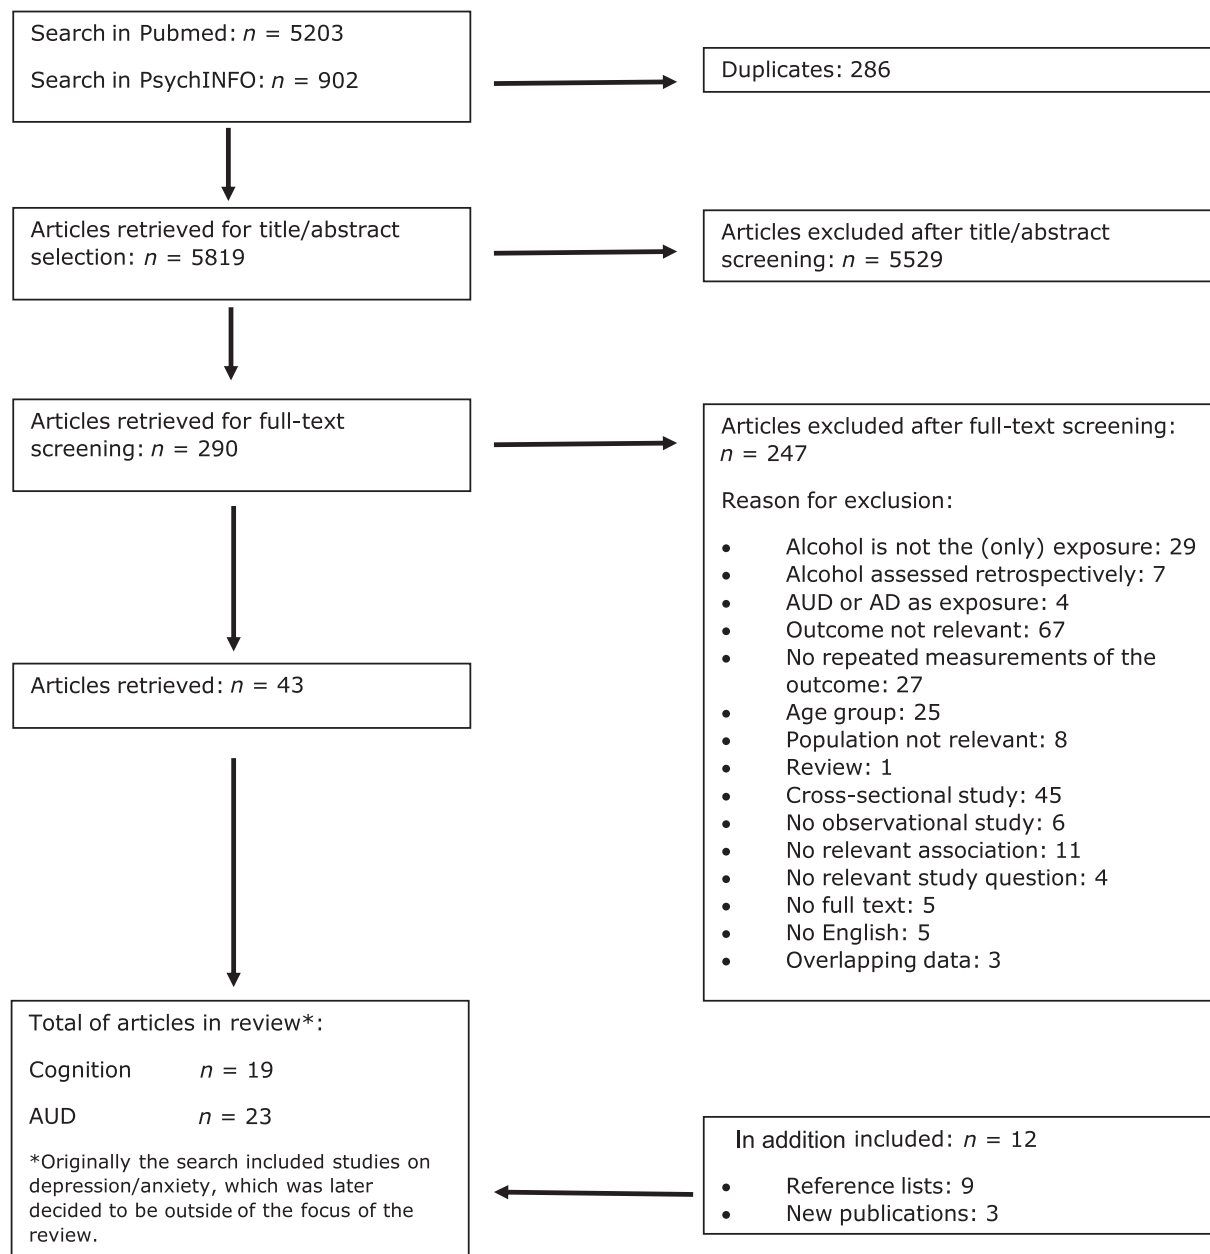 Search in Pubmed: n = 5203
Search in PsychINFO: n = 902
Duplicates: 286
Articles retrieved for title/abstract
selection: n = 5819
Articles excluded after title/abstract
screening: n = 5529
Articles retrieved for full-text
screening: n = 290
Articles excluded after full-text screening:
n = 247
Reason for exclusion:
• Alcohol is not the (only) exposure: 29
• Alcohol assessed retrospectively: 7
• AUD or AD as exposure: 4
• Outcome not relevant: 67
• No repeated measurements of the
outcome: 27
• Age group: 25
• Population not relevant: 8
• Review: 1
• Cross-sectional study: 45
• No observational study: 6
• No relevant association: 11
• No relevant study question: 4
• No full text: 5
• No English: 5
• Overlapping data: 3
Articles retrieved: n = 43
Total of articles in review*:
Cognition n = 19
AUD n = 23
*Originally the search included studies on
depression/anxiety, which was later
decided to be outside of the focus of the
review.
In addition included: n = 12
• Reference lists: 9
• New publications: 3